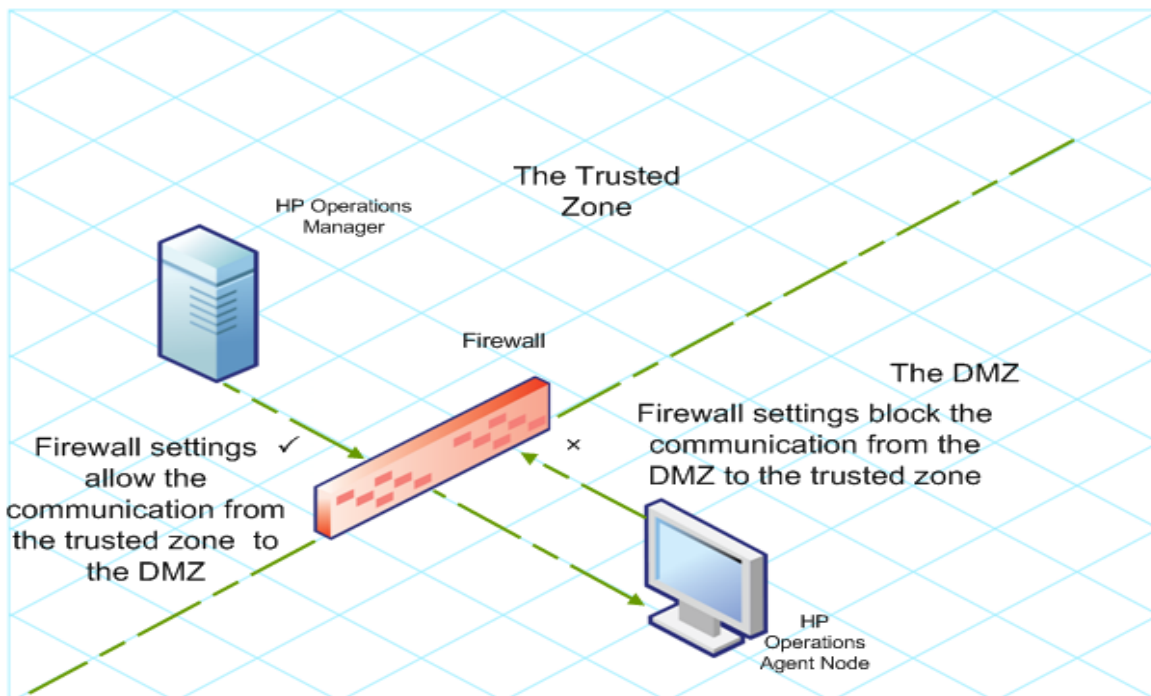 The Trusted
Zone
HP Operations
Manager
Firewall
The DMZ
Firewall settings block the
communication from the
DMZ to the trusted zone
×
Firewall settings ✓
allow the
communication from
the trusted zone to
the DMZ
HP
Operations
Agent Node